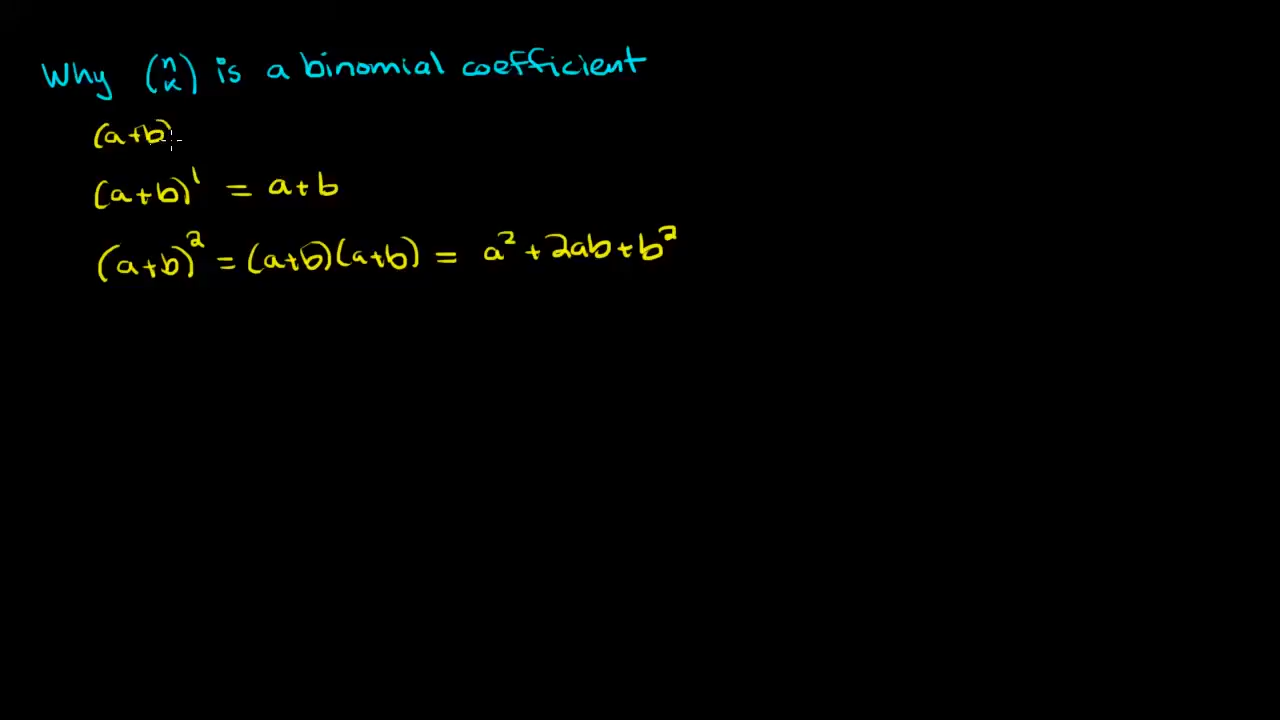 Why (n k) is a binomial coefficient
(a+b)
(a+b)¹ = a+b
(a+b)² = (a+b)(a+b) = a² + 2ab + b²